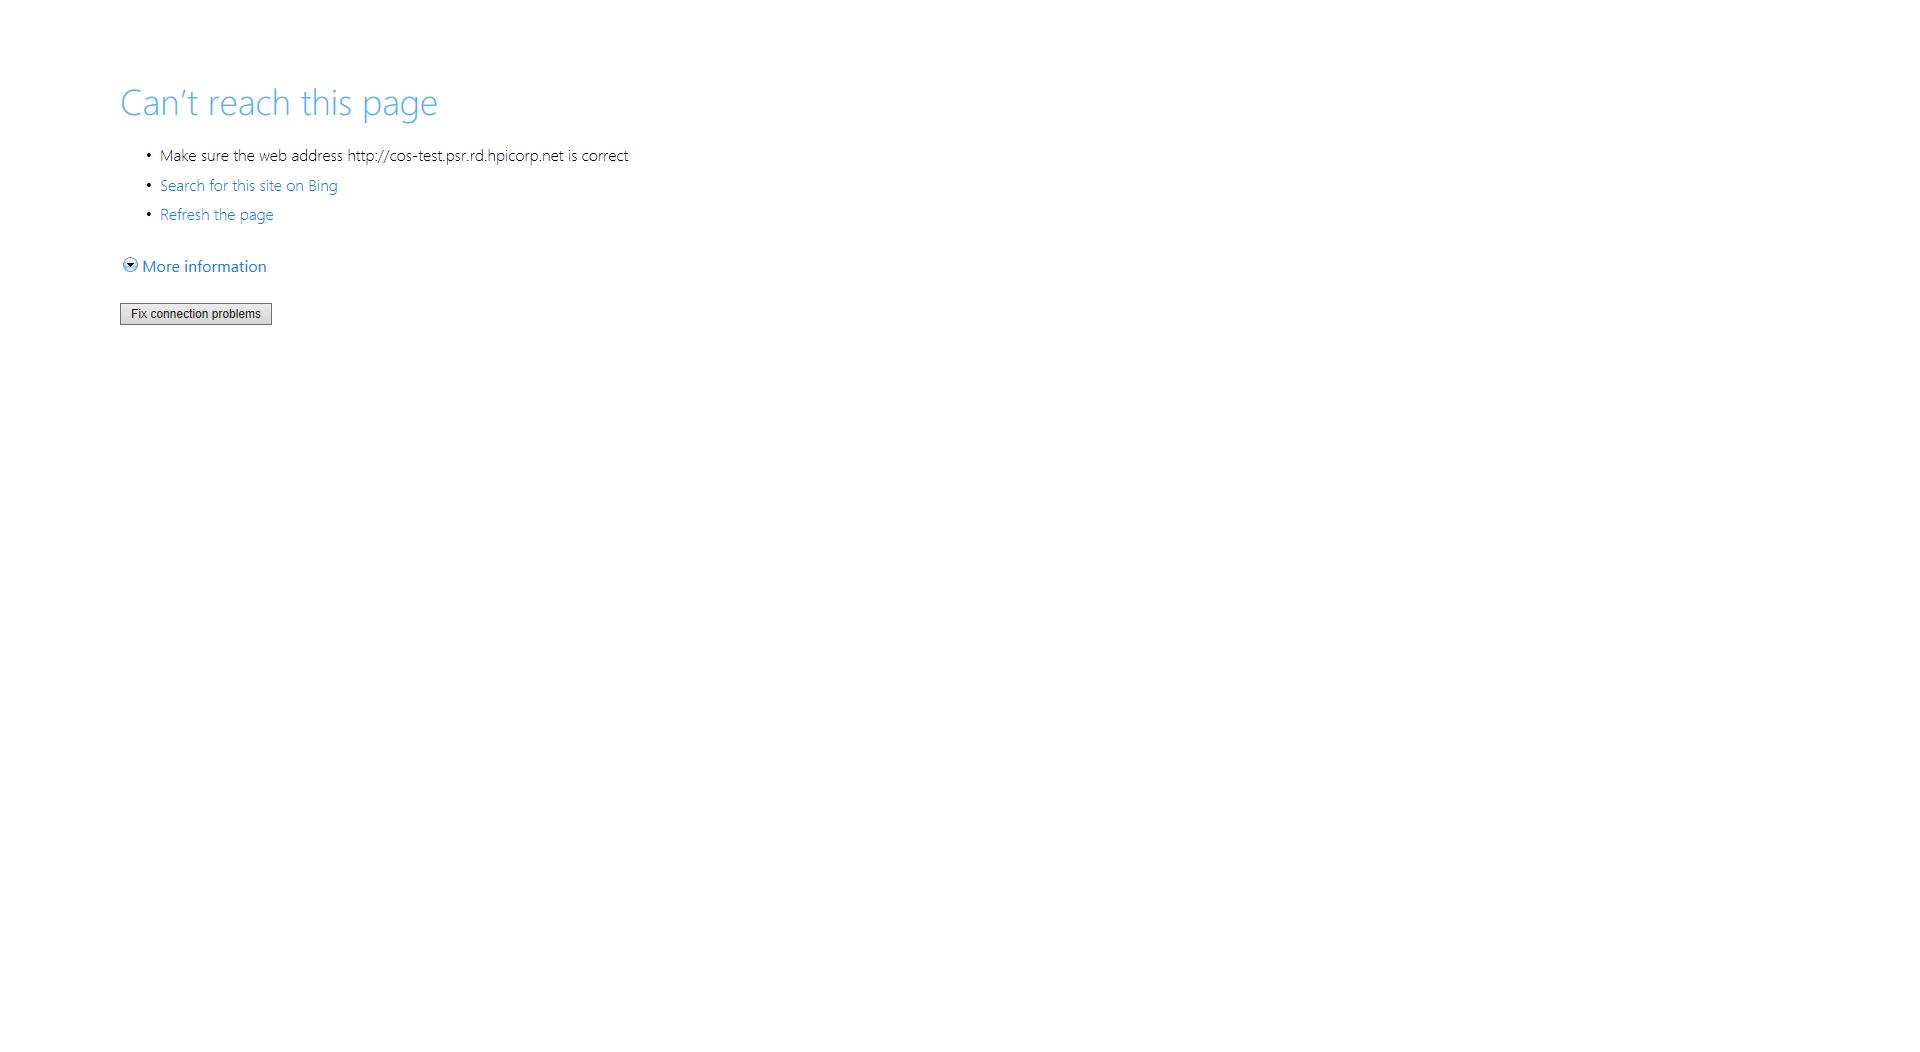 Can't reach this page
• Make sure the web address http://cos-test.psr.rd.hpicorp.net is correct
• Search for this site on Bing
• Refresh the page
More information
Fix connection problems